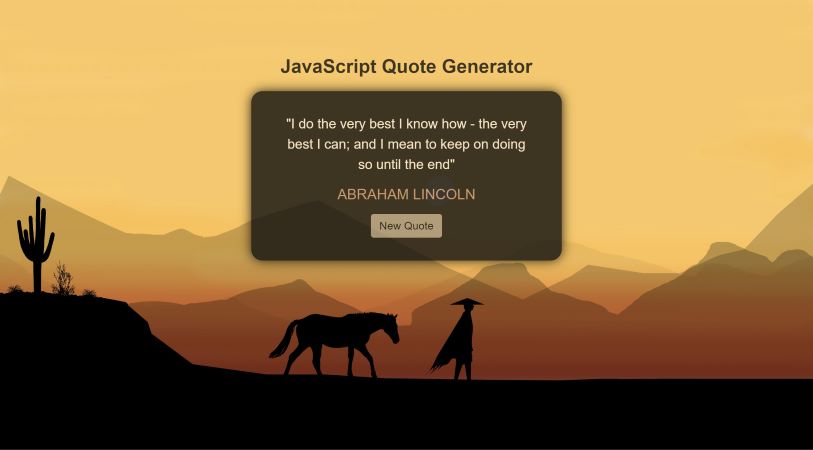 JavaScript Quote Generator
"I do the very best I know how - the very
best I can; and I mean to keep on doing
so until the end"
ABRAHAM LINCOLN
New Quote